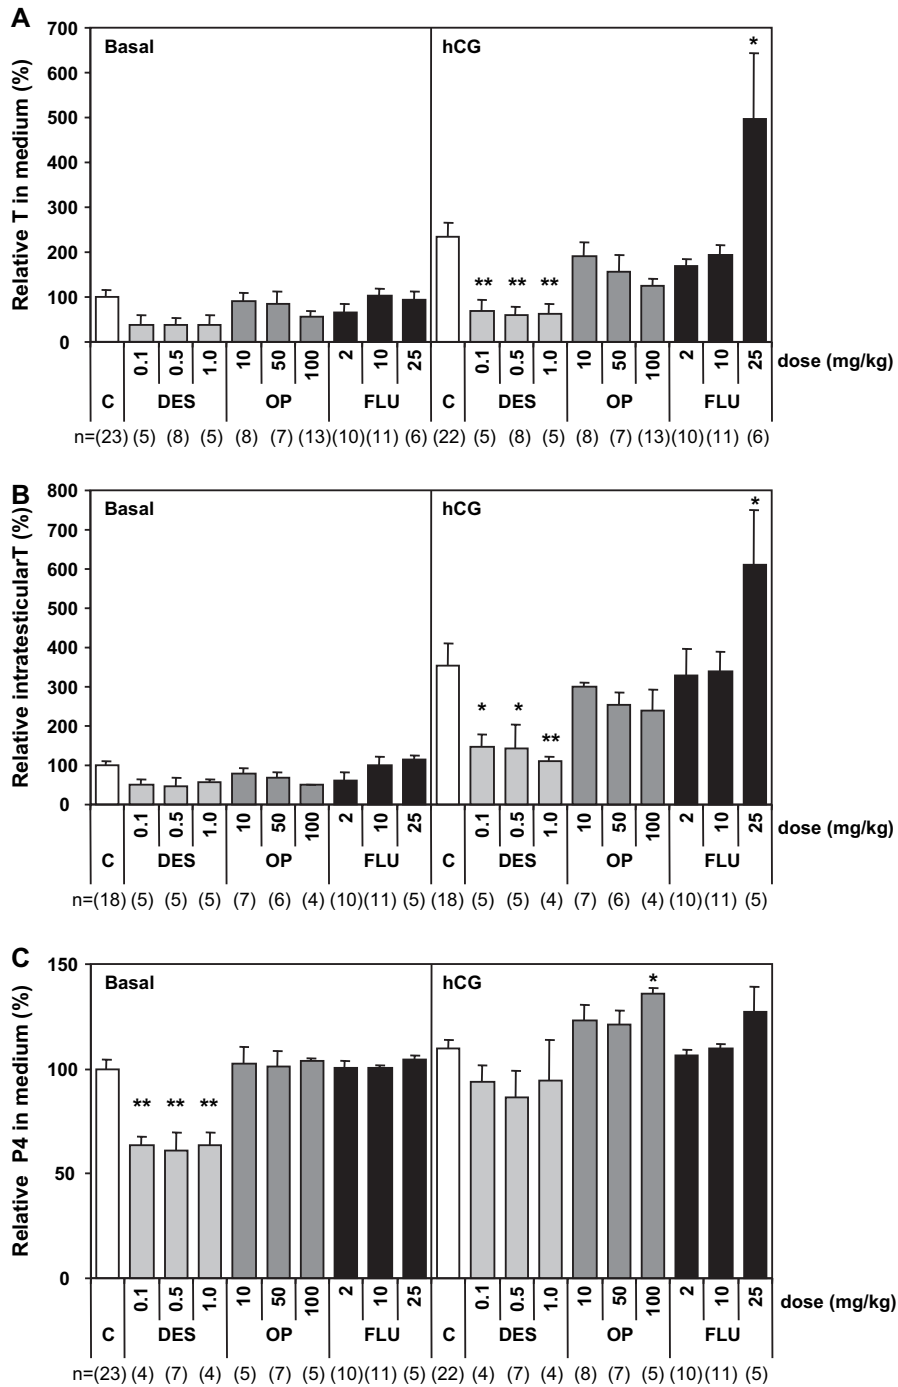 A
Relative T in medium (%)
700
600
500
400
300
200
100
0
Basal
hCG
*
** ** **
0.1 0.5 1.0 10 50 100 2 10 25 0.1 0.5 1.0 10 50 100 2 10 25 dose (mg/kg)
C DES OP FLU C DES OP FLU
n=(23) (5) (8) (5) (8) (7) (13) (10) (11) (6) (22) (5) (8) (5) (8) (7) (13) (10) (11) (6)
B
Relative intratesticularT (%)
800
700
600
500
400
300
200
100
0
Basal
hCG
*
* * **
0.1 0.5 1.0 10 50 100 2 10 25 0.1 0.5 1.0 10 50 100 2 10 25 dose (mg/kg)
C DES OP FLU C DES OP FLU
n=(18) (5) (5) (5) (7) (6) (4) (10) (11) (5) (18) (5) (5) (4) (7) (6) (4) (10) (11) (5)
C
Relative P4 in medium (%)
150
100
50
0
Basal
hCG
*
** ** **
0.1 0.5 1.0 10 50 100 2 10 25 0.1 0.5 1.0 10 50 100 2 10 25 dose (mg/kg)
C DES OP FLU C DES OP FLU
n=(23) (4) (7) (4) (5) (7) (5) (10) (11) (5) (22) (4) (7) (4) (8) (7) (5) (10) (11) (5)